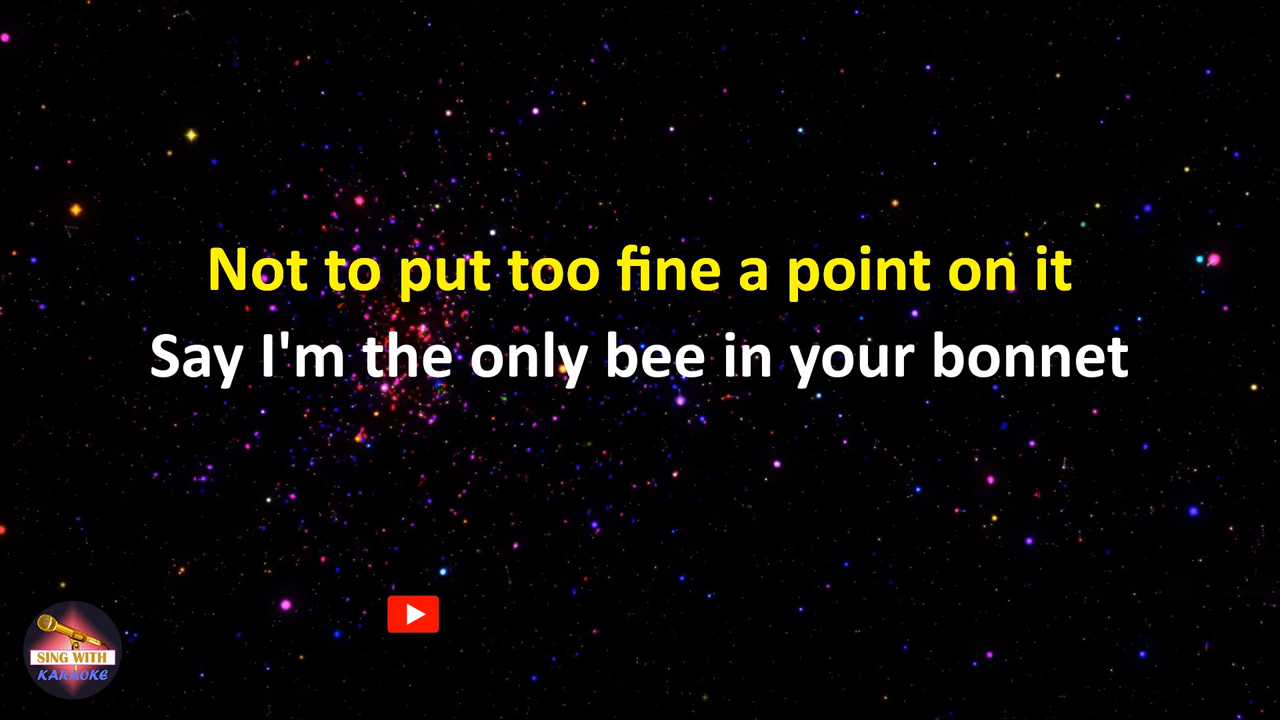 Not to put too fine a point on it
Say I'm the only bee in your bonnet
SING WITH
KARAOKE